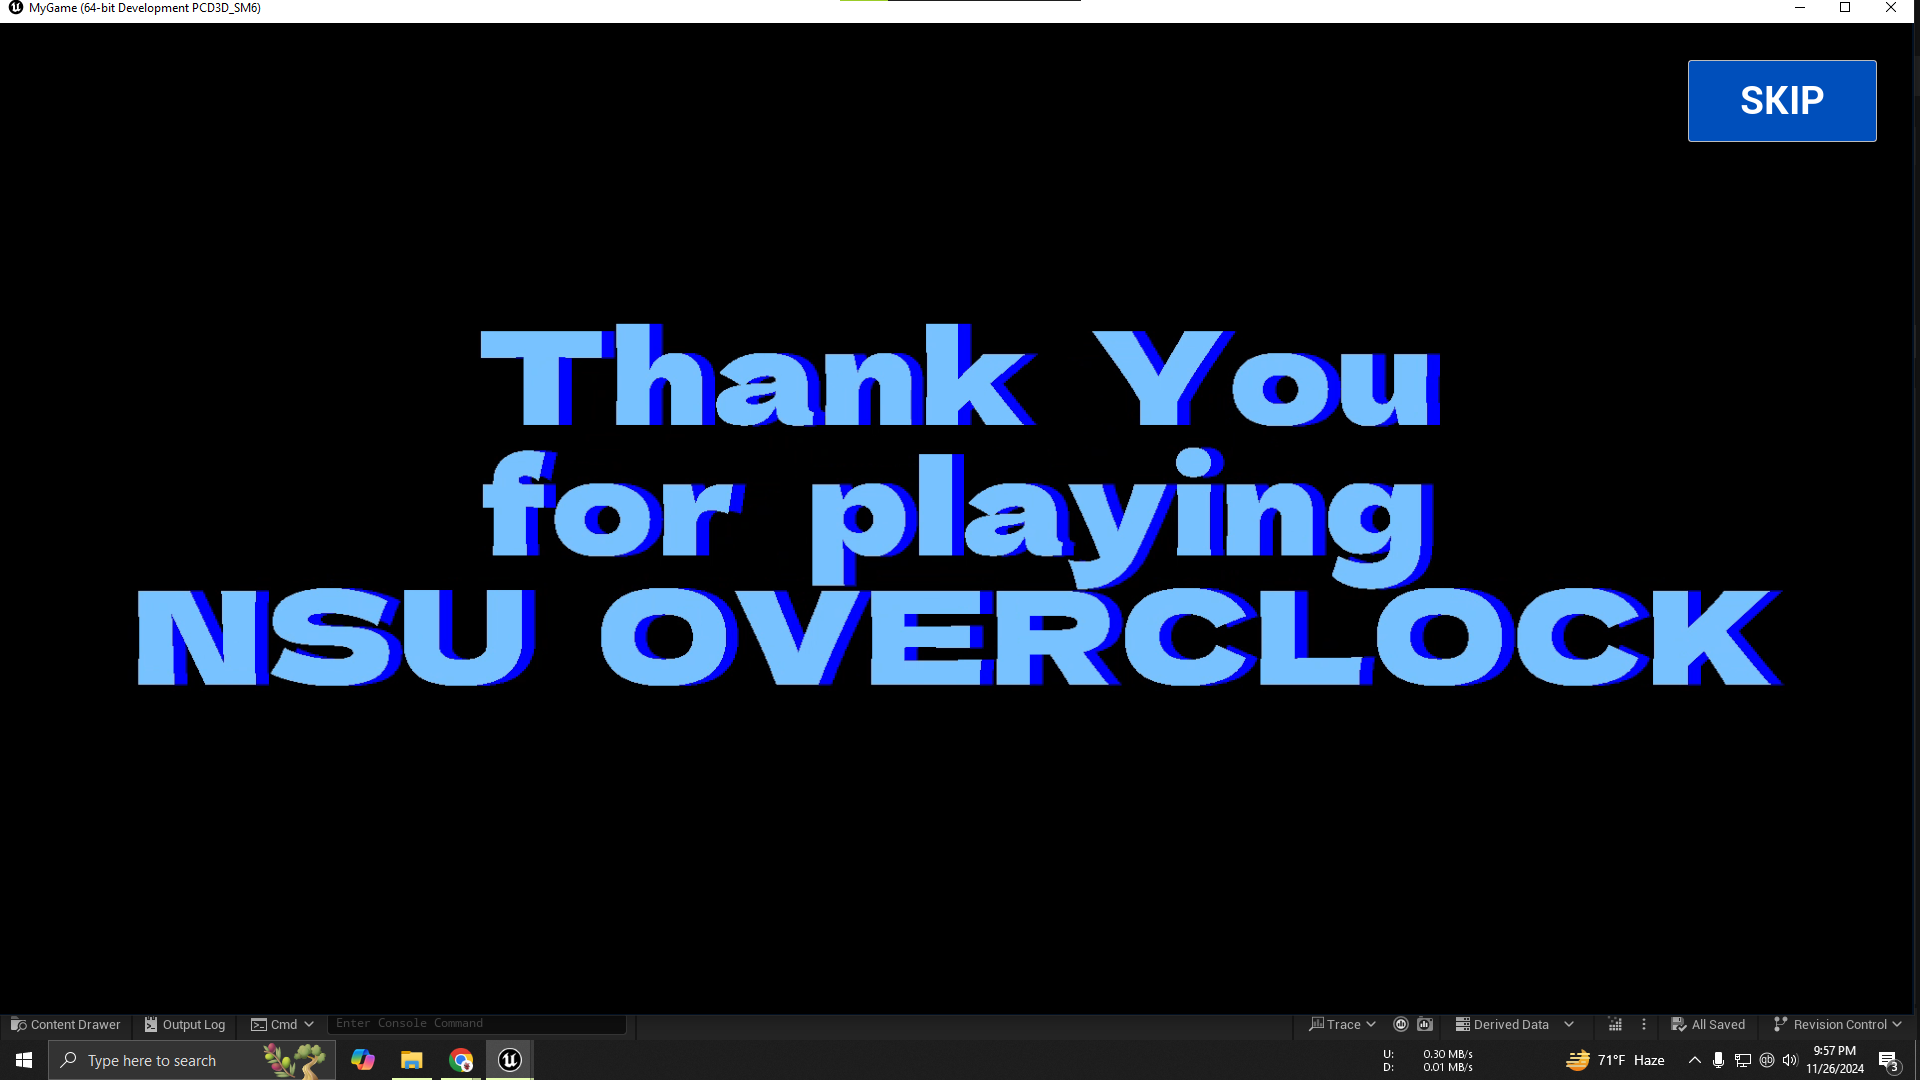 MyGame (64-bit Development PCD3D_SM6)
SKIP
Thank You
for playing
NSU OVERCLOCK
Content Drawer
Output Log
Cmd
Enter Console Command
Trace
Derived Data
All Saved
Revision Control
Type here to search
U: 0.30 MB/s
D: 0.01 MB/s
71°F Haze
9:57 PM
11/26/2024
3